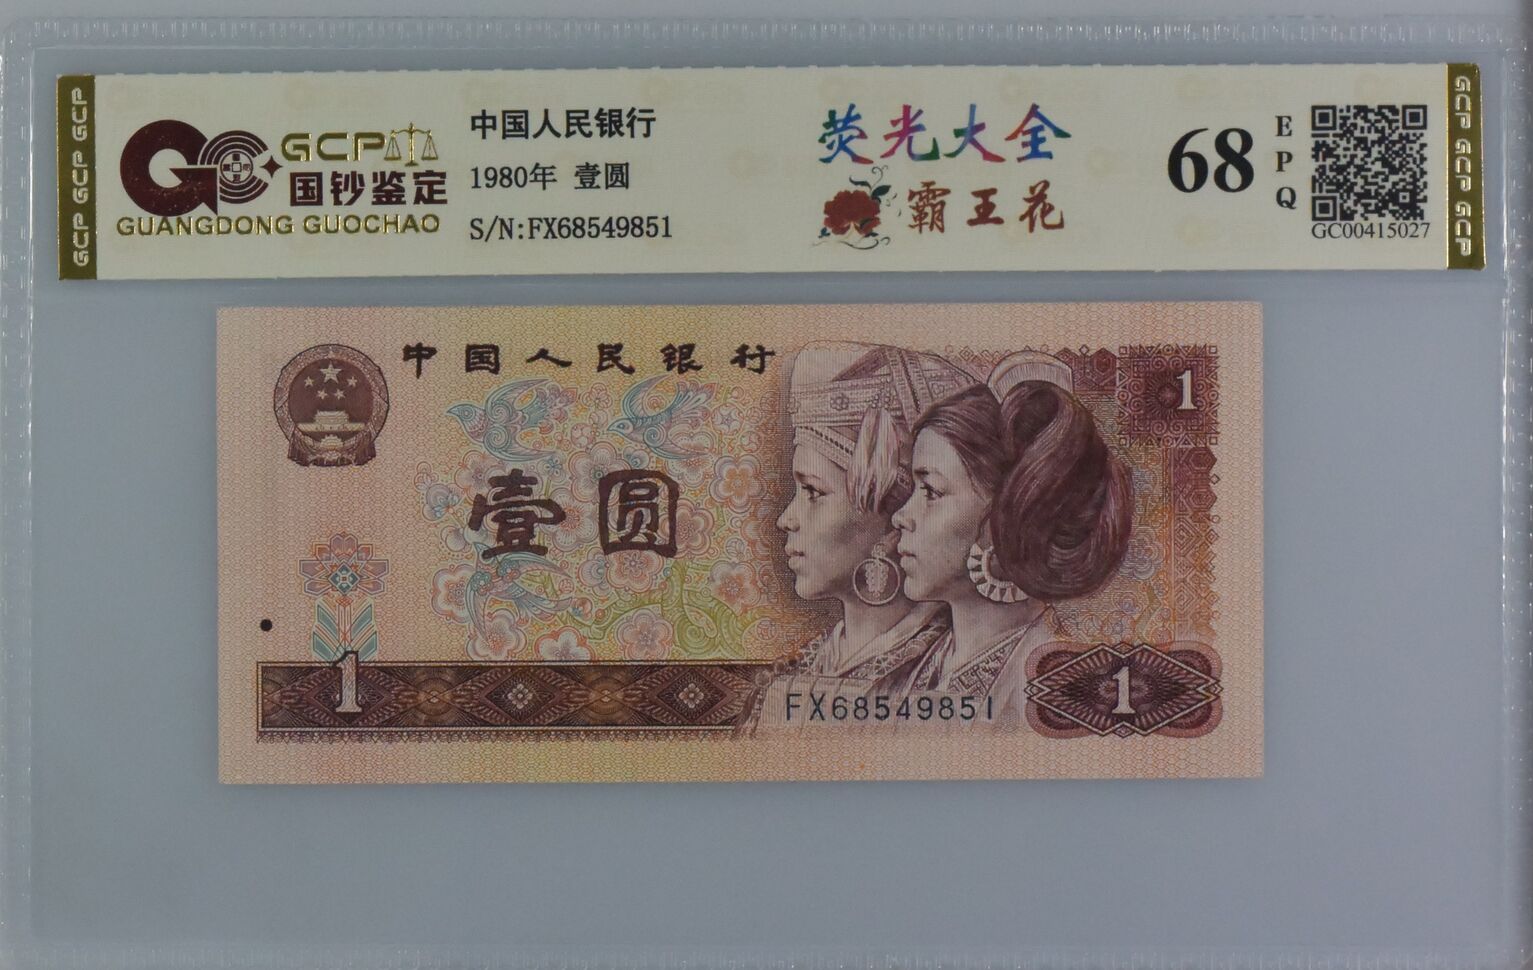 GCP GCP GCP
GCP
国钞鉴定
GUANGDONG GUOCHAO
中国人民银行
1980年 壹圆
S/N:FX68549851
荧光大全
霸王花
68
EPQ
GC00415027
GCP GCP GCP
中国人民银行
1
壹圆
1
FX68549851
1